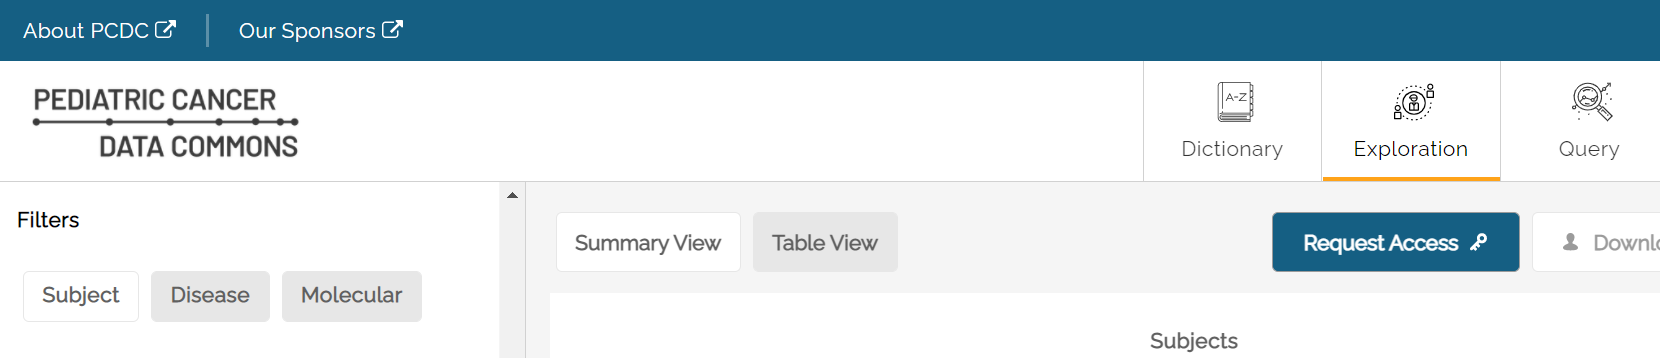 About PCDC
Our Sponsors
PEDIATRIC CANCER
DATA COMMONS
A-Z
Dictionary
Exploration
Query
Filters
Summary View
Table View
Request Access
Downlo
Subject
Disease
Molecular
Subjects